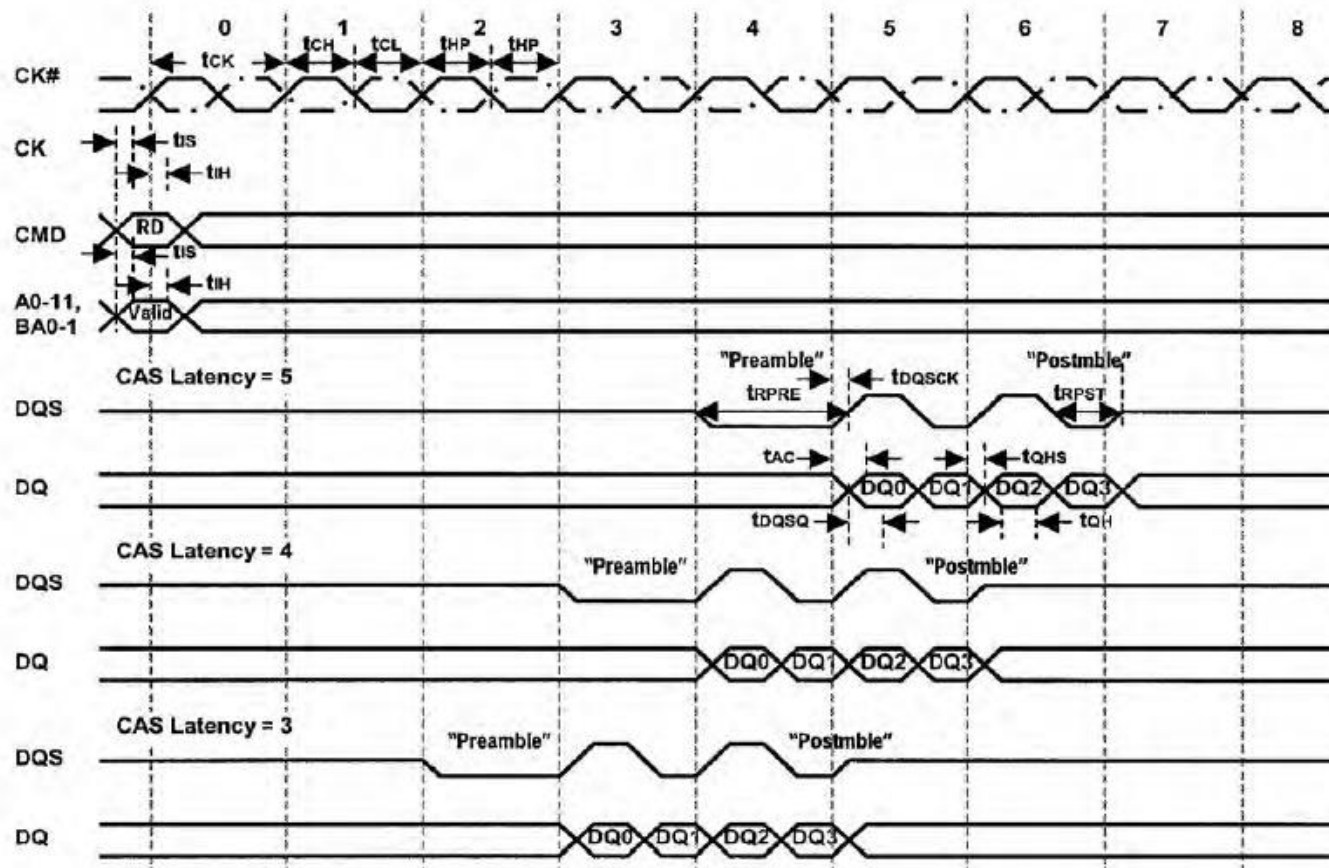 0 1 2 3 4 5 6 7 8
tCK tCH tCL tHP tHP
CK#
CK tIS
tIH
CMD RD
tIS
tIH
A0-11,
BA0-1 Valid
"Preamble" "Postmble"
CAS Latency = 5 tDQSCK
DQS tRPRE tRPST
tAC tQHS
DQ DQ0 DQ1 DQ2 DQ3
tDQSQ tQH
CAS Latency = 4
"Preamble" "Postmble"
DQS
DQ DQ0 DQ1 DQ2 DQ3
CAS Latency = 3
"Preamble" "Postmble"
DQS
DQ DQ0 DQ1 DQ2 DQ3